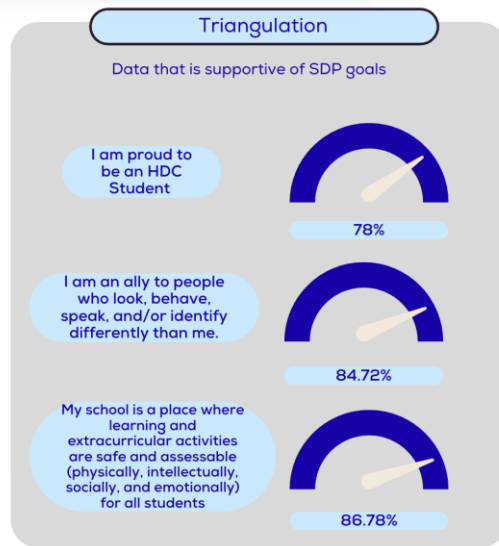 Triangulation
Data that is supportive of SDP goals
I am proud to
be an HDC
Student
78%
I am an ally to people
who look, behave,
speak, and/or identify
differently than me.
84.72%
My school is a place where
learning and
extracurricular activities
are safe and assessable
(physically, intellectually,
socially, and emotionally)
for all students
86.78%